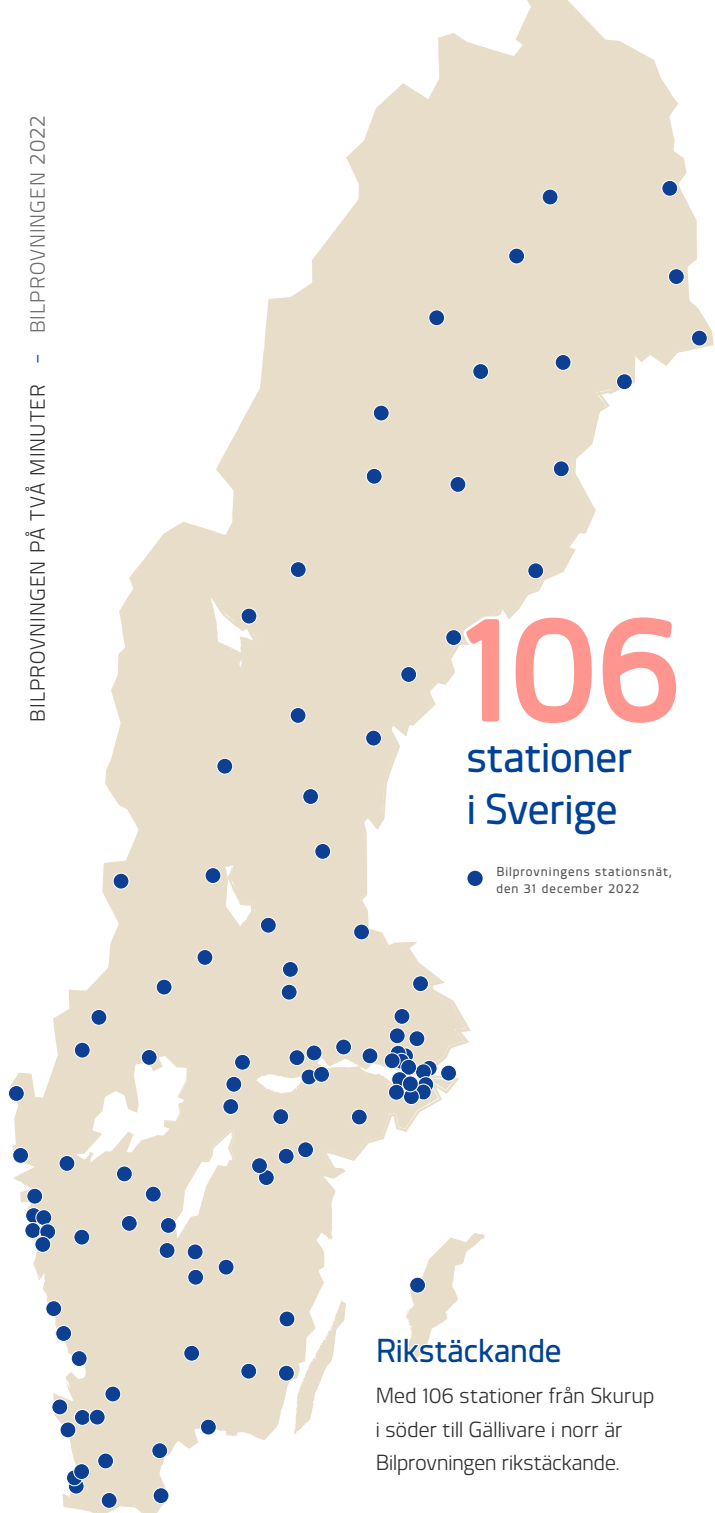 BILPROVNINGEN PÅ TVÅ MINUTER – BILPROVNINGEN 2022
106
stationer
i Sverige
Bilprovningens stationsnät,
den 31 december 2022
Rikstäckande
Med 106 stationer från Skurup
i söder till Gällivare i norr är
Bilprovningen rikstäckande.